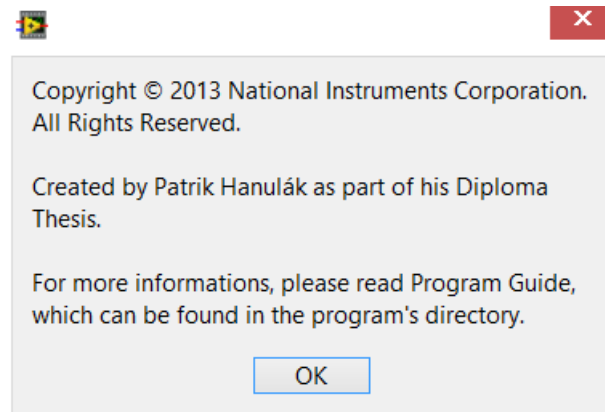 Copyright © 2013 National Instruments Corporation.
All Rights Reserved.
Created by Patrik Hanulák as part of his Diploma
Thesis.
For more informations, please read Program Guide,
which can be found in the program's directory.
OK